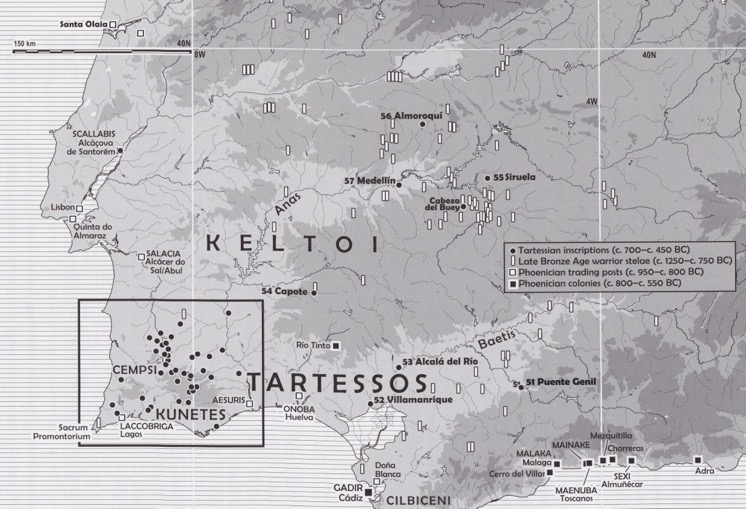 Santa Olaia
150 km
40N
8W
40N
4W
56 Almoroquí
SCALLABIS
Alcáçova
de Santarém
57 Medellín
55 Siruela
Cabeza
del Buey
Lisbon
Quinta do
Almaraz
Anas
KELTOI
SALACIA
Alcácer do
Sal/Abul
Tartessian inscriptions (c. 700–c. 450 BC)
Late Bronze Age warrior stelae (c. 1250–c. 750 BC)
Phoenician trading posts (c. 950–c. 800 BC)
Phoenician colonies (c. 800–c. 550 BC)
54 Capote
Río Tinto
Baetis
53 Alcalá del Río
CEMPSI
TARTESSOS
51 Puente Genil
52 Villamanrique
AESURIS
KUNETES
ONOBA
Huelva
Sacrum
Promontorium
LACCOBRIGA
Lagos
Mezquitilla
MAINAKE
Chorreras
MALAKA
Malaga
Cerro del Villar
Adra
SEXI
Almuñécar
MAENUBA
Toscanos
Doña
Blanca
GADIR
Cádiz
CILBICENI